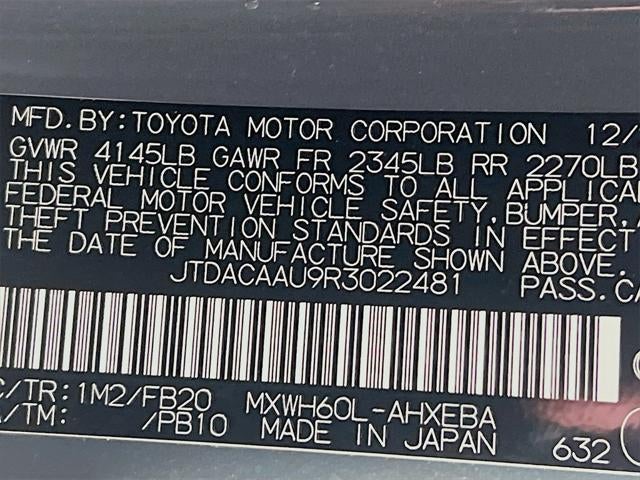 MFD. BY: TOYOTA MOTOR CORPORATION 12/
GVWR 4145LB GAWR FR 2345LB RR 2270LB
THIS VEHICLE CONFORMS TO ALL APPLICA
FEDERAL MOTOR VEHICLE SAFETY, BUMPER,
THEFT PREVENTION STANDARDS IN EFFECT
THE DATE OF MANUFACTURE SHOWN ABOVE.
JTDACAAU9R3022481 PASS. CA
C/TR: 1M2/FB20 MXWH60L-AHXEBA
A/TM: /PB10 MADE IN JAPAN 632